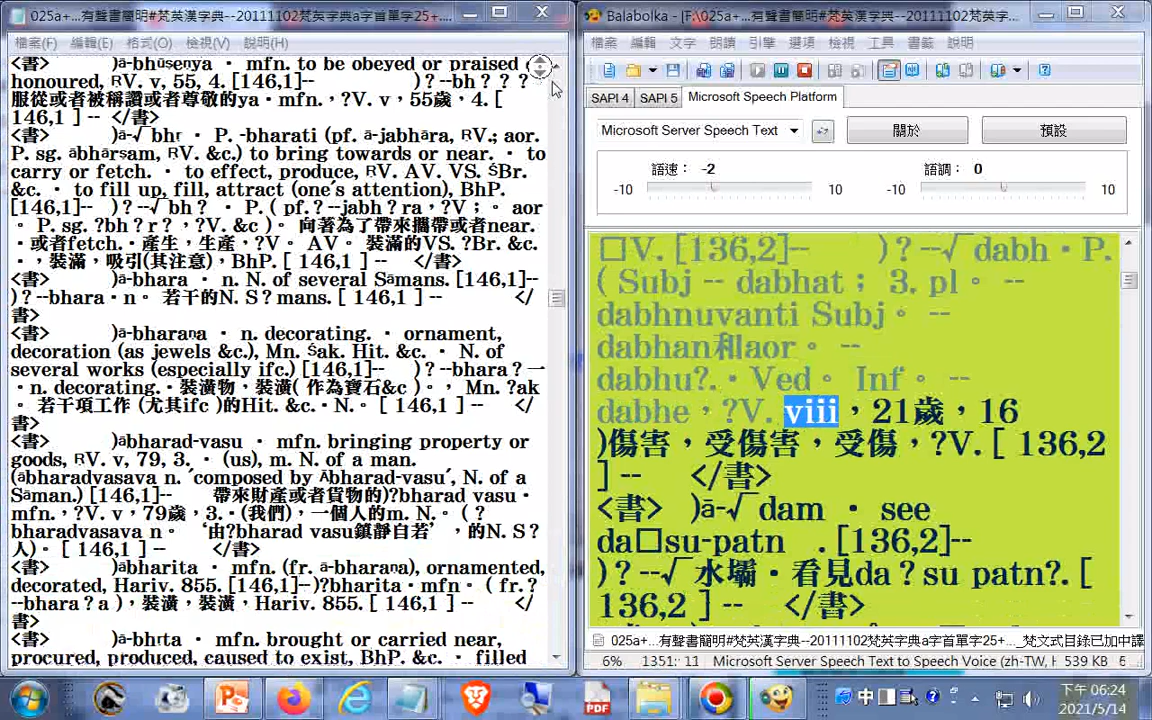 有聲書簡明#梵英漢字典--20111102梵英字典a字首單字25+...
檔案(F) 編輯(E) 格式(O) 檢視(V) 說明(H)
<書> )ā-bhūṣeṇya · mfn. to be obeyed or praised
honoured, ṚV. v, 55, 4. [146,1]-- )? --bh? ? ?
服從或者被稱讚或者尊敬的ya · mfn.，?V. v，55歲，4. [
146,1 ] -- </書>
<書> )ā-√ bhṛ · P. -bharati (pf. ā-jabhāra, ṚV.; aor.
P. sg. ābhārṣam, ṚV. &c.) to bring towards or near. · to
carry or fetch. · to effect, produce, ṚV. AV. VS. ŚBr.
&c. · to fill up, fill, attract (one's attention), BhP.
[146,1]-- )? --√ bh? · P. ( pf. ? --jabh ? ra，?V；。 aor
。 P. sg. ?bh ? r ?，?V. &c )。 向著為了帶來攜帶或者near.
· 或者fetch. · 產生，生產，?V。 AV。 裝滿的VS. ?Br. &c.
· ，裝滿，吸引(其注意)，BhP. [ 146,1 ] -- </書>
<書> )ā-bhara · n. N. of several Sāmans. [146,1]--
)? --bhara · n。 若干的N. S ? mans. [ 146,1 ] -- </
書>
<書> )ā-bharaṇa · n. decorating. · ornament,
decoration (as jewels &c.), Mn. Śak. Hit. &c. · N. of
several works (especially ifc.) [146,1]-- )? --bhara ? 一
· n. decorating. · 裝潢物，裝潢( 作為寶石&c )。，Mn. ?ak
。 若干項工作 (尤其ifc )的Hit. &c. · N.。 [ 146,1 ] -- </
書>
<書> )ābharad-vasu · mfn. bringing property or
goods, ṚV. v, 79, 3. · (us), m. N. of a man.
(ābharadvasava n. 'composed by Ābharad-vasu', N. of a
Sāman.) [146,1]-- 帶來財產或者貨物的)?bharad vasu ·
mfn.，?V. v，79歲，3. · (我們)，一個人的m. N.。 ( ?
bharadvasava n。 '由?bharad vasu鎮靜自若'，的N. S ?
人)。 [ 146,1 ] -- </書>
<書> )ābharita · mfn. (fr. ā-bharaṇa), ornamented,
decorated, Hariv. 855. [146,1]--)?bharita · mfn。 ( fr. ?
--bhara ? a )，裝潢，裝潢，Hariv. 855. [ 146,1 ] -- </
書>
<書> )ā-bhṛta · mfn. brought or carried near,
procured, produced, caused to exist, BhP. &c. · filled
Balabolka - [F:\025a+...有聲書簡明#梵英漢字典--20111102梵英字...
檔案 編輯 文字 朗讀 引擎 選項 檢視 工具 書籤 說明
SAPI 4 SAPI 5 Microsoft Speech Platform
Microsoft Server Speech Text 關於 預設
語速： -2 語調： 0
-10 10 -10 10
□V. [136,2]-- )? --√ dabh · P.
( Subj -- dabhat； 3. pl。 --
dabhnuvanti Subj。 --
dabhan和aor。 --
dabhu?. · Ved。 Inf。 --
dabhe，?V. viii，21歲，16
)傷害，受傷害，受傷，?V. [ 136,2
] -- </書>
<書> )ā-√ dam · see
da□su-patn . [136,2]--
)? --√ 水壩 · 看見da ? su patn?. [
136,2 ] -- </書>
025a+...有聲書簡明#梵英漢字典--20111102梵英字典a字首單字25+..._梵文式目錄已加中譯
6% 1351: 11 Microsoft Server Speech Text to Speech Voice (zh-TW, H 539 KB
中
PDF
下午 06:24
2021/5/14